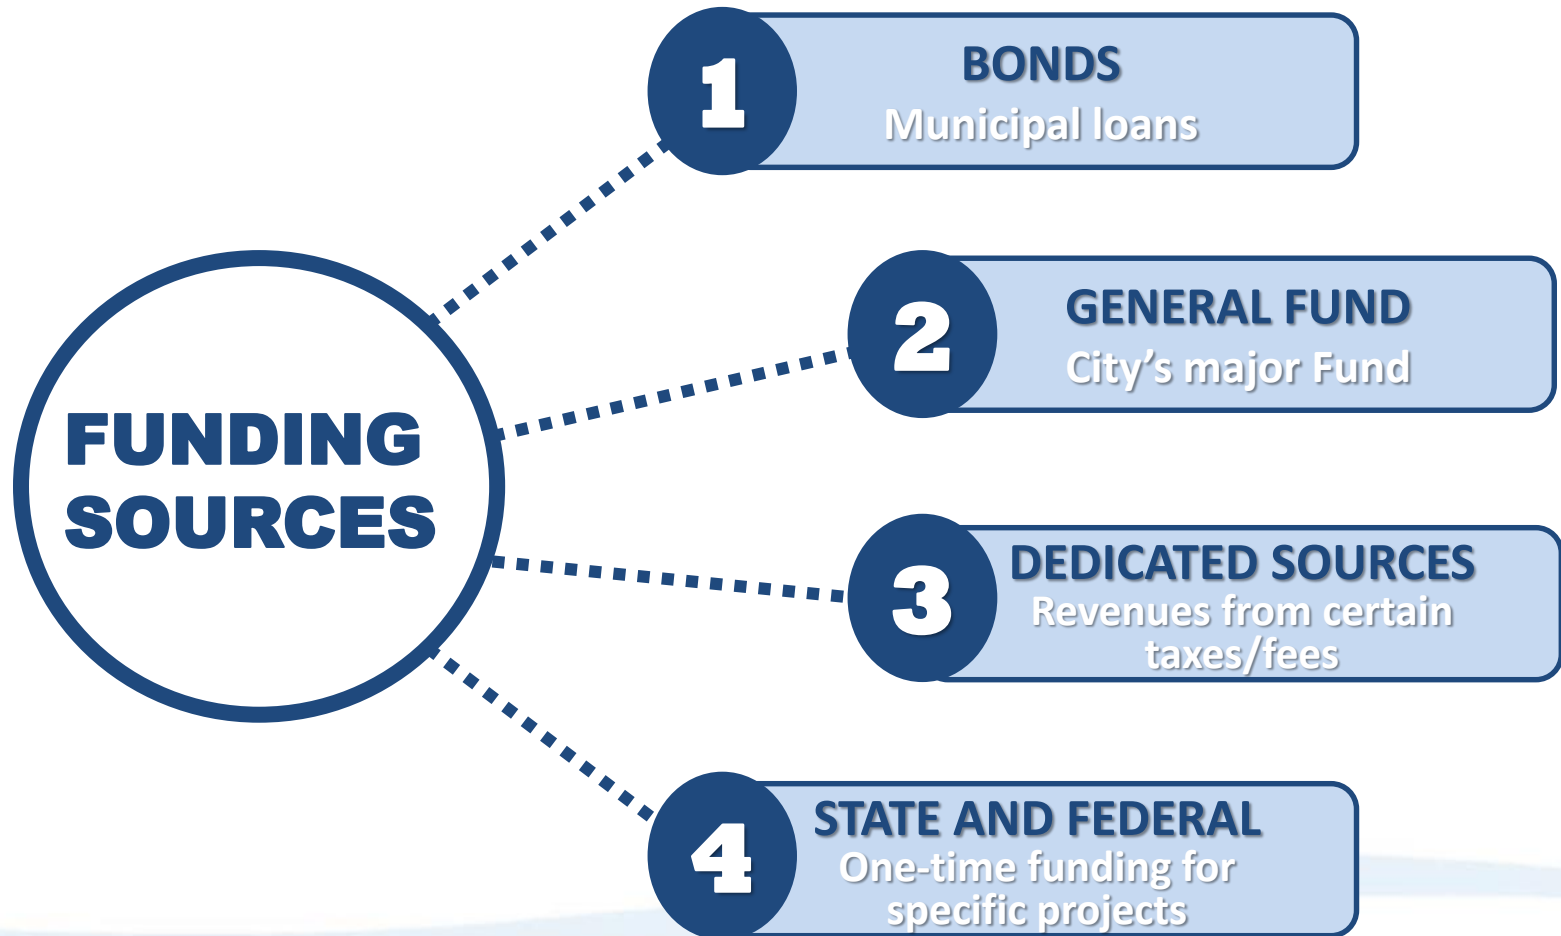 FUNDING
SOURCES
1
BONDS
Municipal loans
2
GENERAL FUND
City’s major Fund
3
DEDICATED SOURCES
Revenues from certain
taxes/fees
4
STATE AND FEDERAL
One-time funding for
specific projects